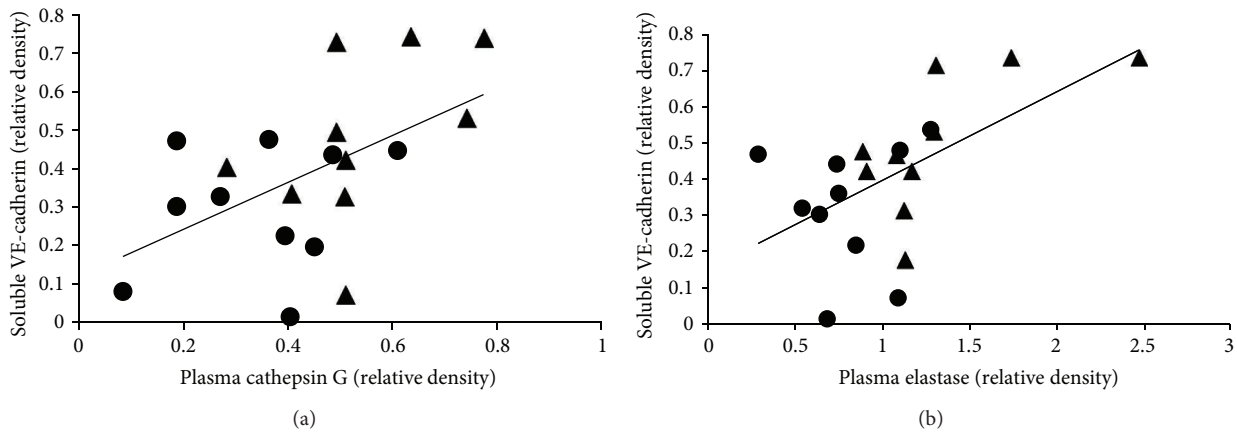 Soluble VE-cadherin (relative density)
0.8
0.7
0.6
0.5
0.4
0.3
0.2
0.1
0
0 0.2 0.4 0.6 0.8 1
Plasma cathepsin G (relative density)
(a)
Soluble VE-cadherin (relative density)
0.8
0.7
0.6
0.5
0.4
0.3
0.2
0.1
0
0 0.5 1 1.5 2 2.5 3
Plasma elastase (relative density)
(b)